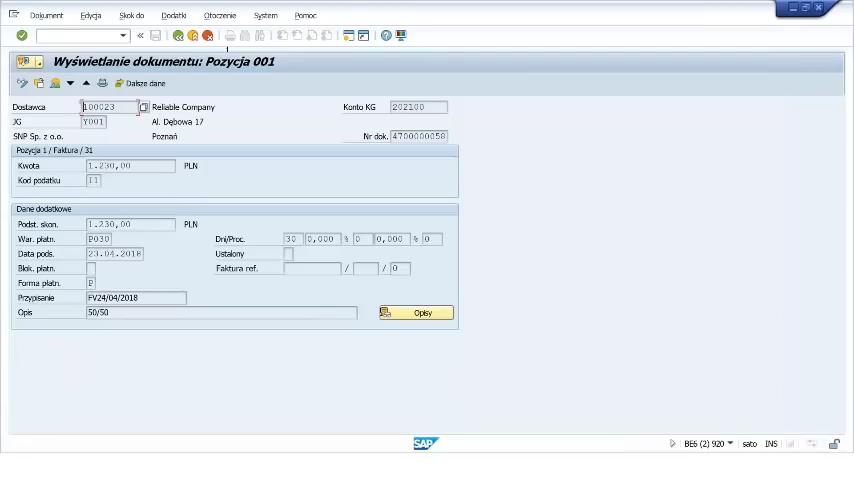 Dokument Edycja Skok do Dodatki Otoczenie System Pomoc
Wyświetlanie dokumentu: Pozycja 001
Dalsze dane
Dostawca 100023 Reliable Company Konto KG 202100
JG Y001 Al. Dębowa 17
SNP Sp. z o.o. Poznań Nr dok. 4700000058
Pozycja 1 / Faktura / 31
Kwota 1.230,00 PLN
Kod podatku I1
Dane dodatkowe
Podst. skon. 1.230,00 PLN
War. płatn. P030 Dni/Proc. 30 0,000 % 0 0,000 % 0
Data pods. 23.04.2018 Ustalony
Blok. płatn. Faktura ref. / / 0
Forma płatn. P
Przypisanie FV24/04/2018
Opis 50/50 Opisy
SAP BE6 (2) 920 sato INS